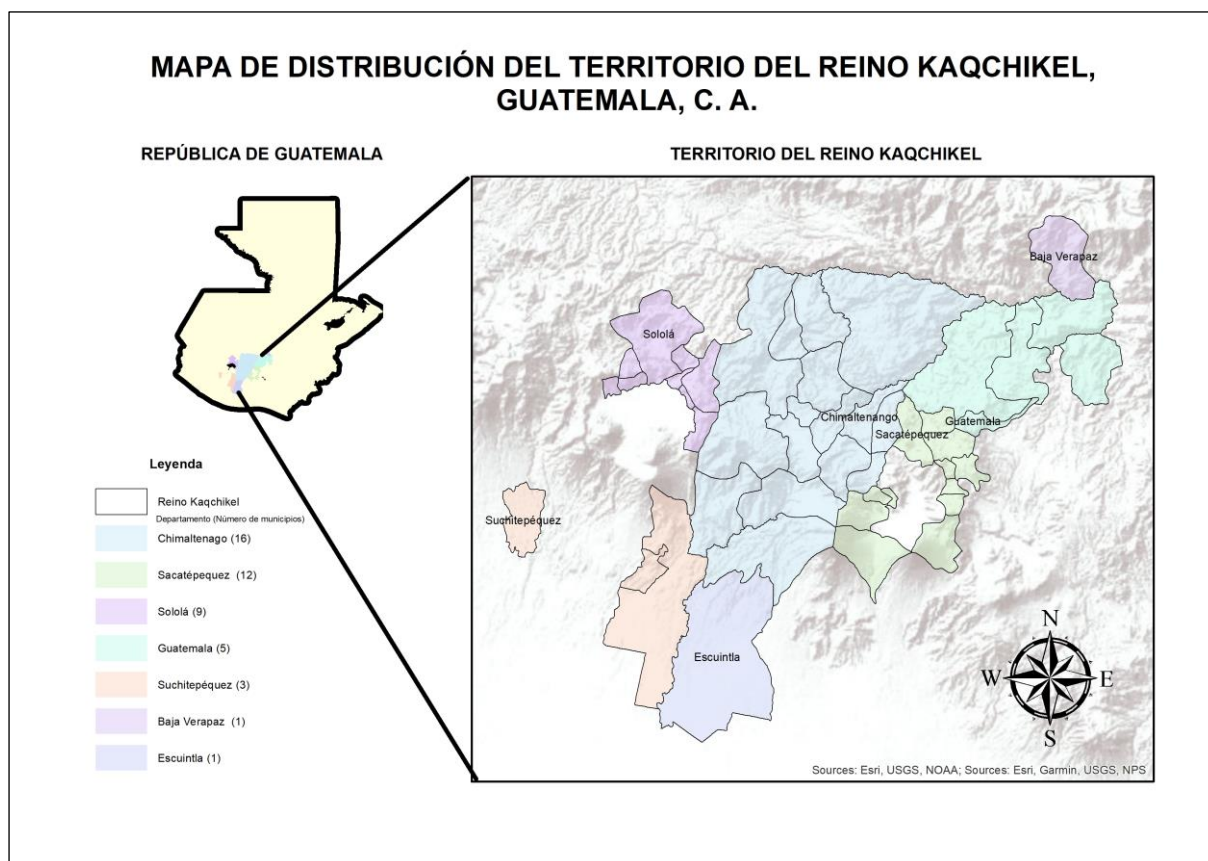 MAPA DE DISTRIBUCIÓN DEL TERRITORIO DEL REINO KAQCHIKEL,
GUATEMALA, C. A.
REPÚBLICA DE GUATEMALA
TERRITORIO DEL REINO KAQCHIKEL
Baja Verapaz
Sololá
Chimaltenango
Guatemala
Sacatépequez
Suchitepéquez
Escuintla
N
W
E
S
Sources: Esri, USGS, NOAA; Sources: Esri, Garmin, USGS, NPS
Leyenda
Reino Kaqchikel
Departamento (Número de municipios)
Chimaltenago (16)
Sacatépequez (12)
Sololá (9)
Guatemala (5)
Suchitepéquez (3)
Baja Verapaz (1)
Escuintla (1)